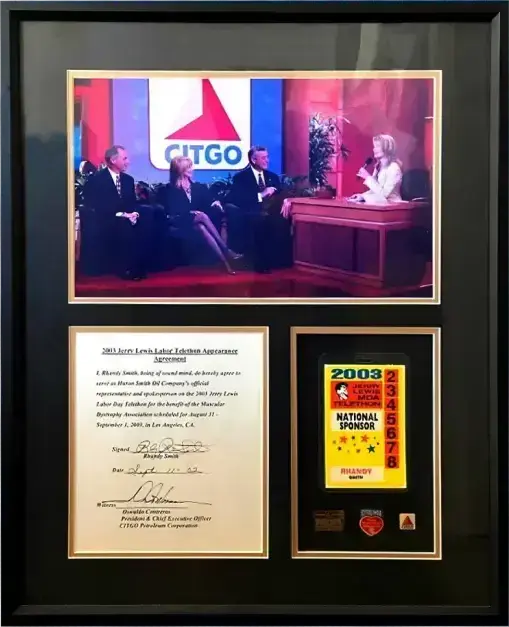 CITGO
2003 Jerry Lewis Labor Telethon Appearance
Agreement
I, Rhandy Smith, being of sound mind, do hereby agree to
serve as Huron Smith Oil Company's official
representative and spokesperson on the 2003 Jerry Lewis
Labor Day Telethon for the benefit of the Muscular
Dystrophy Association scheduled for August 31 -
September 1, 2003, in Los Angeles, CA.
Signed
Rhandy Smith
Date Sept. 11-02
Witness
Oswaldo Contreras
President & Chief Executive Officer
CITGO Petroleum Corporation
2003
JERRY
LEWIS
MDA
TELETHON
NATIONAL
SPONSOR
RHANDY
SMITH
2
3
4
5
6
7
8